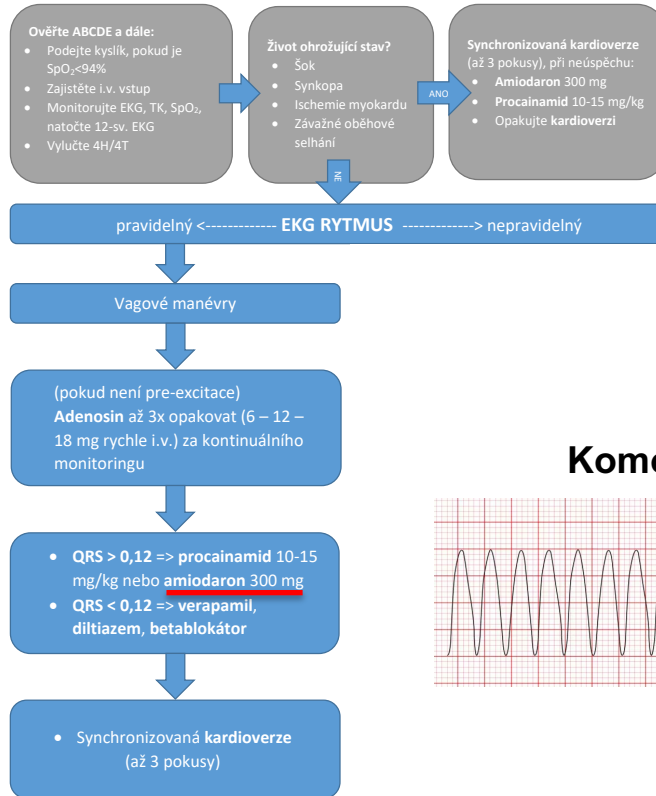 Ověřte ABCDE a dále:
• Podejte kyslík, pokud je
SpO₂<94%
• Zajistěte i.v. vstup
• Monitorujte EKG, TK, SpO₂,
natočte 12-sv. EKG
• Vylučte 4H/4T
Život ohrožující stav?
• Šok
• Synkopa
• Ischemie myokardu
• Závažné oběhové
selhání
ANO
Synchronizovaná kardioverze
(až 3 pokusy), při neúspěchu:
• Amiodaron 300 mg
• Procainamid 10-15 mg/kg
• Opakujte kardioverzi
NE
pravidelný <------------- EKG RYTMUS -------------> nepravidelný
Vagové manévry
(pokud není pre-excitace)
Adenosin až 3x opakovat (6 – 12 –
18 mg rychle i.v.) za kontinuálního
monitoringu
• QRS > 0,12 => procainamid 10-15
mg/kg nebo amiodaron 300 mg
• QRS < 0,12 => verapamil,
diltiazem, betablokátor
• Synchronizovaná kardioverze
(až 3 pokusy)